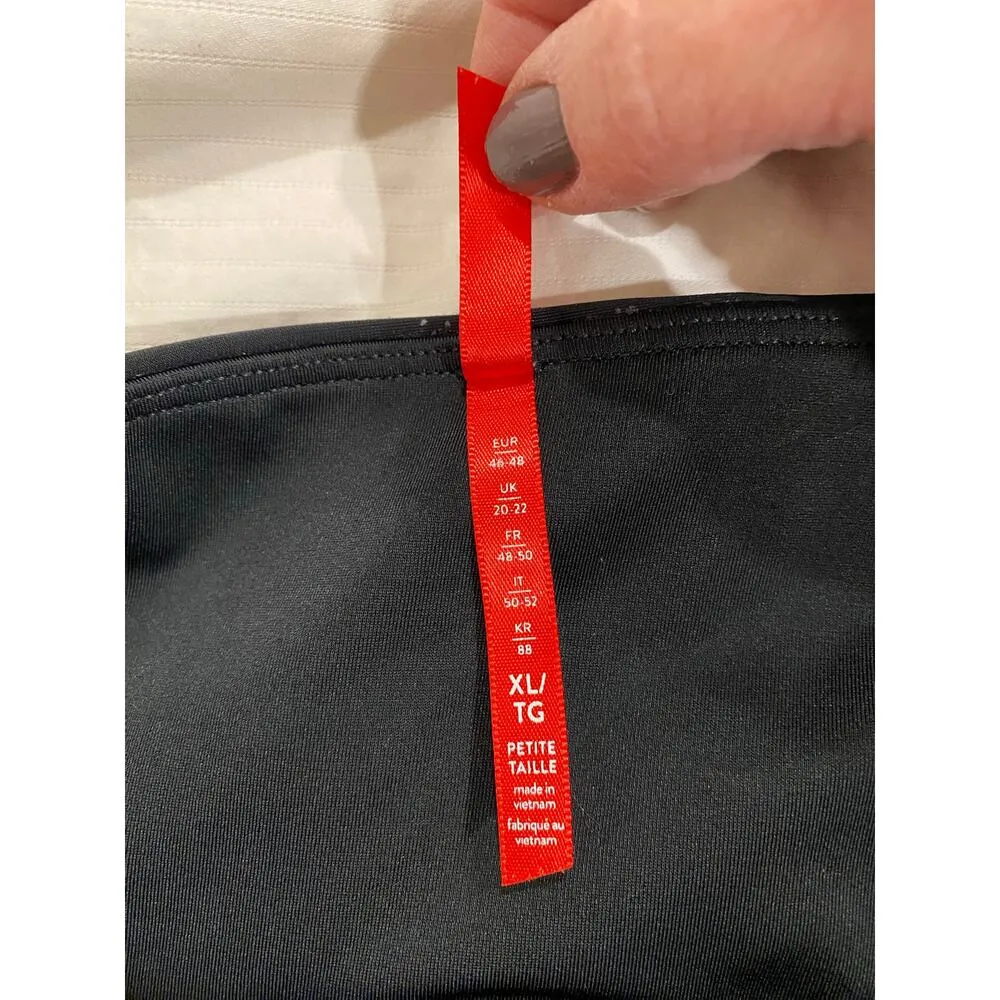 EUR
46-48
UK
20-22
FR
48-50
IT
50-52
KR
88
XL/
TG
PETITE
TAILLE
made in
vietnam
fabriqué au
vietnam